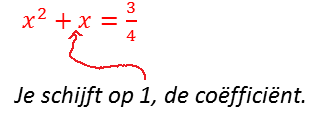 x² + x = 3/4
Je schijft op 1, de coëfficiënt.